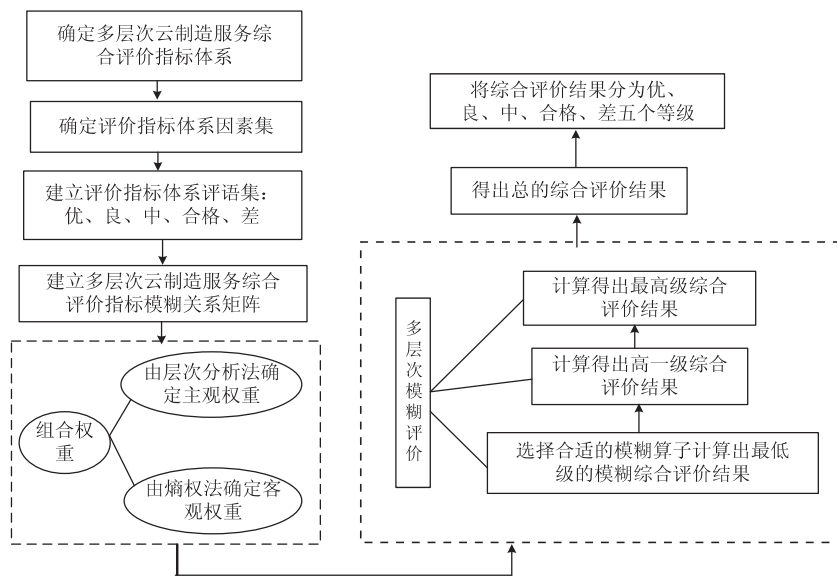 确定多层次云制造服务综
合评价指标体系
确定评价指标体系因素集
建立评价指标体系评语集：
优、良、中、合格、差
建立多层次云制造服务综合
评价指标模糊关系矩阵
组合权
重
由层次分析法确
定主观权重
由熵权法确定客
观权重
多
层
次
模
糊
评
价
选择合适的模糊算子计算出最低
级的模糊综合评价结果
计算得出高一级综合
评价结果
计算得出最高级综合
评价结果
得出总的综合评价结果
将综合评价结果分为优、
良、中、合格、差五个等级